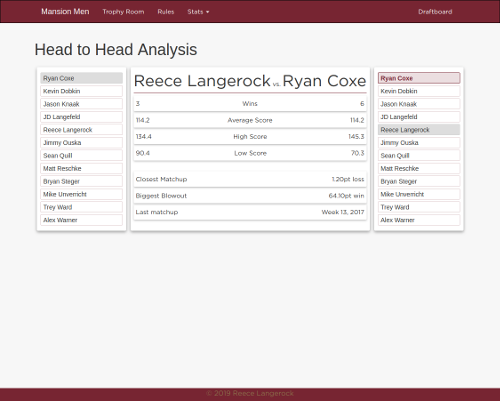 Mansion Men Trophy Room Rules Stats Draftboard
Head to Head Analysis
Ryan Coxe
Kevin Dobkin
Jason Knaak
JD Langefeld
Reece Langerock
Jimmy Ouska
Sean Quill
Matt Reschke
Bryan Steger
Mike Unverricht
Trey Ward
Alex Warner
Reece Langerock vs. Ryan Coxe
3 Wins 6
114.2 Average Score 114.2
134.4 High Score 145.3
90.4 Low Score 70.3
Closest Matchup 1.20pt loss
Biggest Blowout 64.10pt win
Last matchup Week 13, 2017
Ryan Coxe
Kevin Dobkin
Jason Knaak
JD Langefeld
Reece Langerock
Jimmy Ouska
Sean Quill
Matt Reschke
Bryan Steger
Mike Unverricht
Trey Ward
Alex Warner
© 2019 Reece Langerock